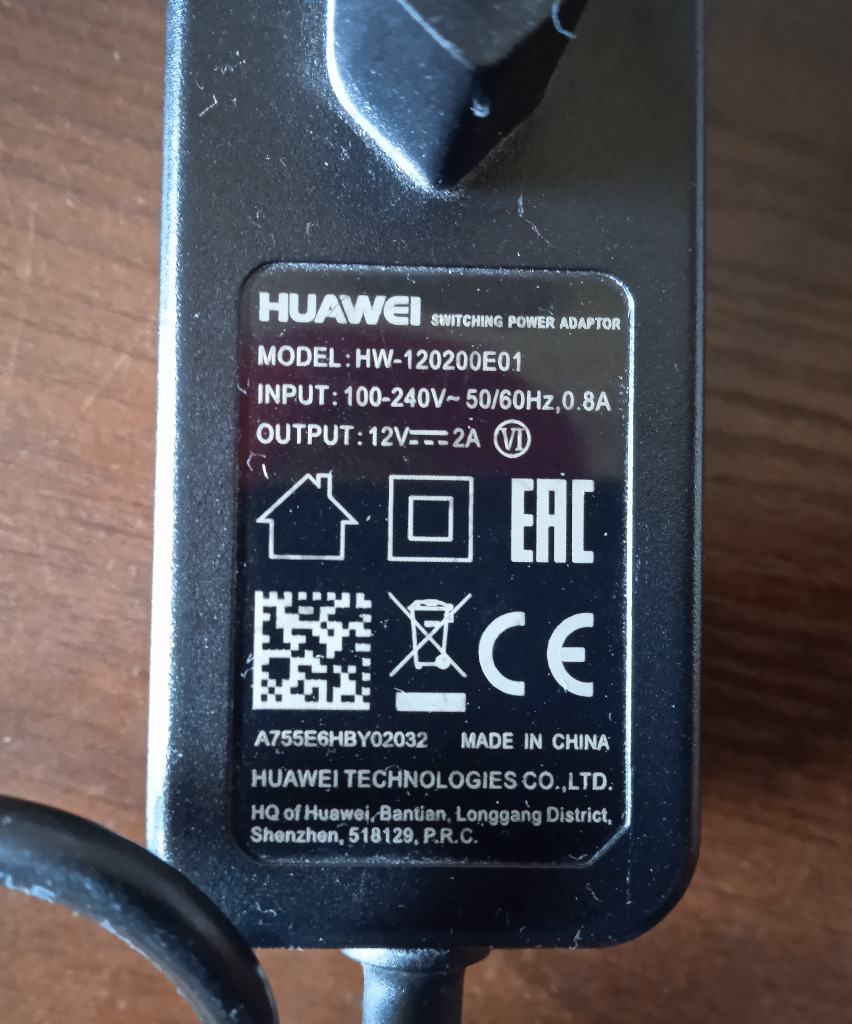 HUAWEI SWITCHING POWER ADAPTOR
MODEL: HW-120200E01
INPUT: 100-240V~ 50/60Hz, 0.8A
OUTPUT: 12V⎓2A VI
EAC
CE
A755E6HBY02032 MADE IN CHINA
HUAWEI TECHNOLOGIES CO.,LTD.
HQ of Huawei, Bantian, Longgang District,
Shenzhen, 518129, P.R.C.